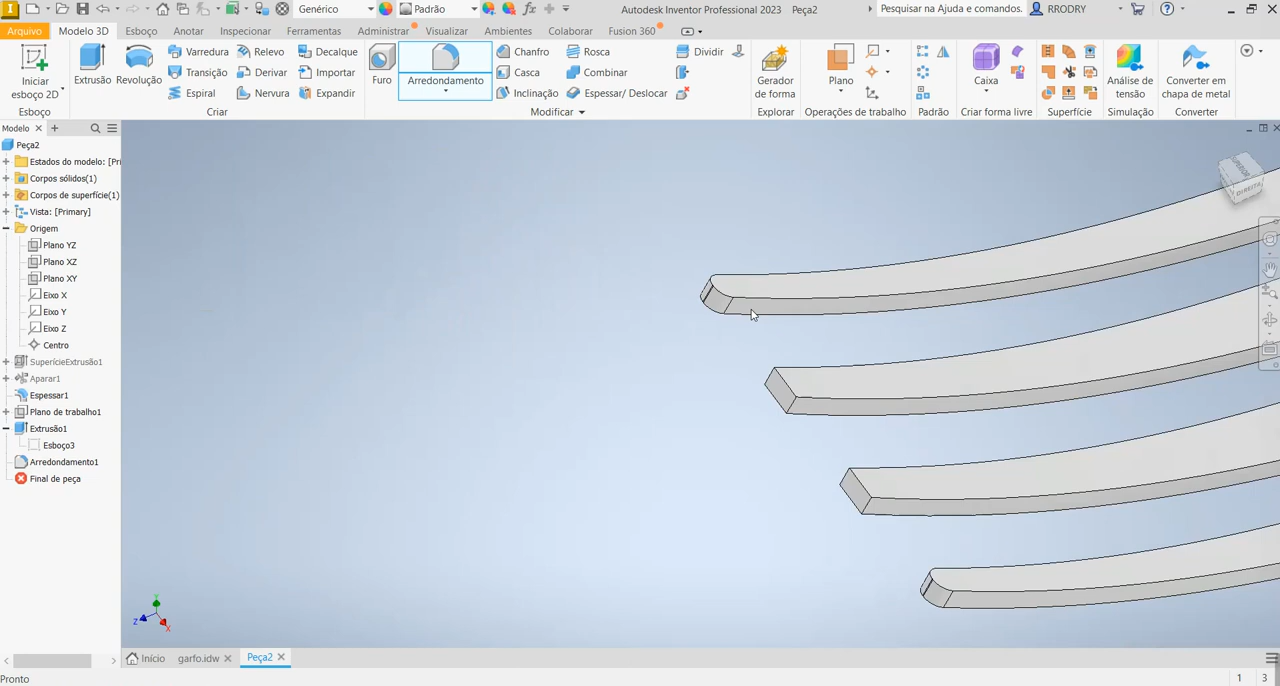 Genérico
Padrão
Autodesk Inventor Professional 2023 Peça2
Pesquisar na Ajuda e comandos.
RRODRY
Arquivo Modelo 3D Esboço Anotar Inspecionar Ferramentas Administrar Visualizar Ambientes Colaborar Fusion 360
Iniciar
esboço 2D
Extrusão
Revolução
Varredura
Transição
Espiral
Relevo
Derivar
Nervura
Decalque
Importar
Expandir
Furo
Arredondamento
Chanfro
Casca
Inclinação
Rosca
Combinar
Espessar/ Deslocar
Dividir
Gerador
de forma
Plano
Caixa
Análise de
tensão
Converter em
chapa de metal
Esboço Criar Modificar Explorar Operações de trabalho Padrão Criar forma livre Superfície Simulação Converter
Modelo
Peça2
Estados do modelo: [Pri
Corpos sólidos(1)
Corpos de superfície(1)
Vista: [Primary]
Origem
Plano YZ
Plano XZ
Plano XY
Eixo X
Eixo Y
Eixo Z
Centro
SuperícieExtrusão1
Aparar1
Espessar1
Plano de trabalho1
Extrusão1
Esboço3
Arredondamento1
Final de peça
DIREITA
Y
Z
X
Início garfo.idw Peça2
Pronto
1 3